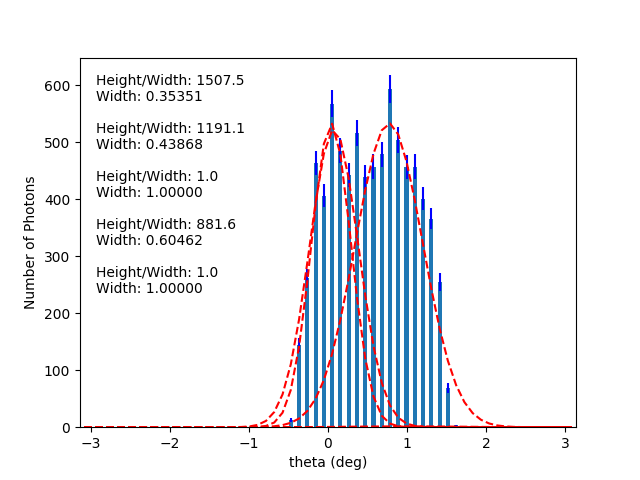 Height/Width: 1507.5
Width: 0.35351
Height/Width: 1191.1
Width: 0.43868
Height/Width: 1.0
Width: 1.00000
Height/Width: 881.6
Width: 0.60462
Height/Width: 1.0
Width: 1.00000
Number of Photons
600
500
400
300
200
100
0
−3 −2 −1 0 1 2 3
theta (deg)